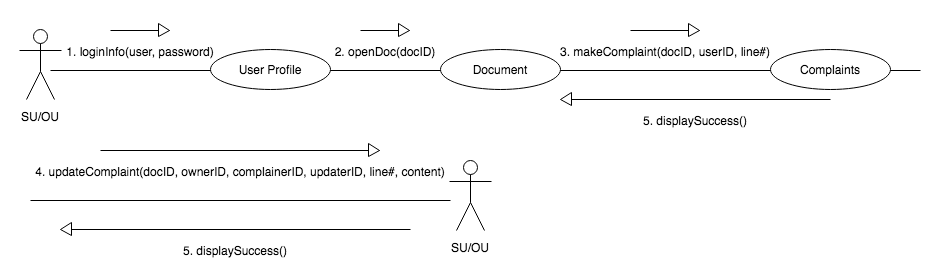 1. loginInfo(user, password)
2. openDoc(docID)
3. makeComplaint(docID, userID, line#)
User Profile
Document
Complaints
SU/OU
5. displaySuccess()
4. updateComplaint(docID, ownerID, complainerID, updaterID, line#, content)
SU/OU
5. displaySuccess()